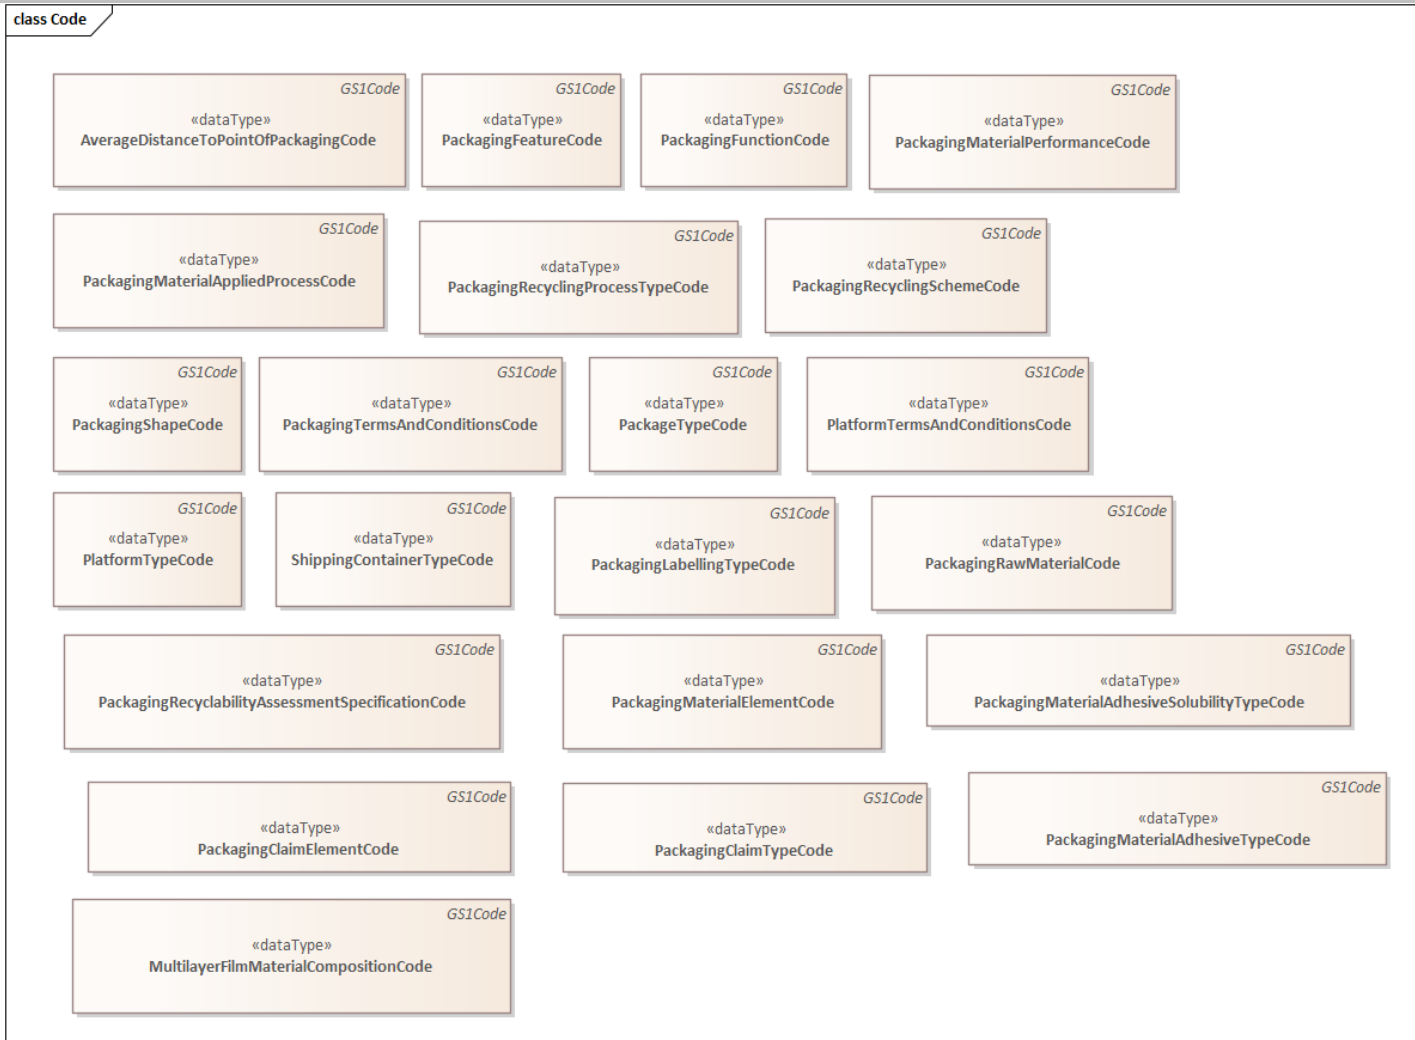 class Code
GS1Code
«dataType»
AverageDistanceToPointOfPackagingCode
GS1Code
«dataType»
PackagingFeatureCode
GS1Code
«dataType»
PackagingFunctionCode
GS1Code
«dataType»
PackagingMaterialPerformanceCode
GS1Code
«dataType»
PackagingMaterialAppliedProcessCode
GS1Code
«dataType»
PackagingRecyclingProcessTypeCode
GS1Code
«dataType»
PackagingRecyclingSchemeCode
GS1Code
«dataType»
PackagingShapeCode
GS1Code
«dataType»
PackagingTermsAndConditionsCode
GS1Code
«dataType»
PackageTypeCode
GS1Code
«dataType»
PlatformTermsAndConditionsCode
GS1Code
«dataType»
PlatformTypeCode
GS1Code
«dataType»
ShippingContainerTypeCode
GS1Code
«dataType»
PackagingLabellingTypeCode
GS1Code
«dataType»
PackagingRawMaterialCode
GS1Code
«dataType»
PackagingRecyclabilityAssessmentSpecificationCode
GS1Code
«dataType»
PackagingMaterialElementCode
GS1Code
«dataType»
PackagingMaterialAdhesiveSolubilityTypeCode
GS1Code
«dataType»
PackagingClaimElementCode
GS1Code
«dataType»
PackagingClaimTypeCode
GS1Code
«dataType»
PackagingMaterialAdhesiveTypeCode
GS1Code
«dataType»
MultilayerFilmMaterialCompositionCode